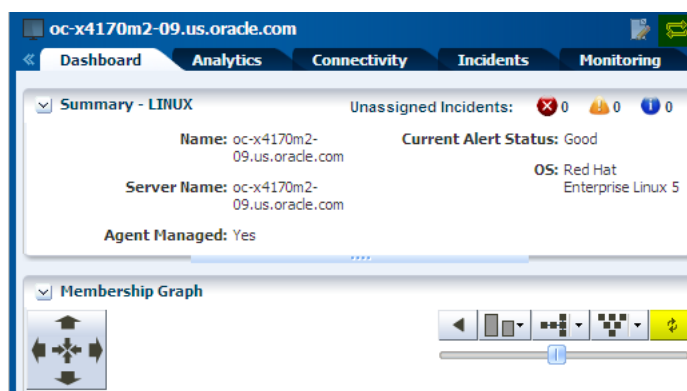 oc-x4170m2-09.us.oracle.com
Dashboard Analytics Connectivity Incidents Monitoring
Summary - LINUX Unassigned Incidents: 0 0 0
Name: oc-x4170m2-
09.us.oracle.com
Current Alert Status: Good
Server Name: oc-x4170m2-
09.us.oracle.com
OS: Red Hat
Enterprise Linux 5
Agent Managed: Yes
Membership Graph